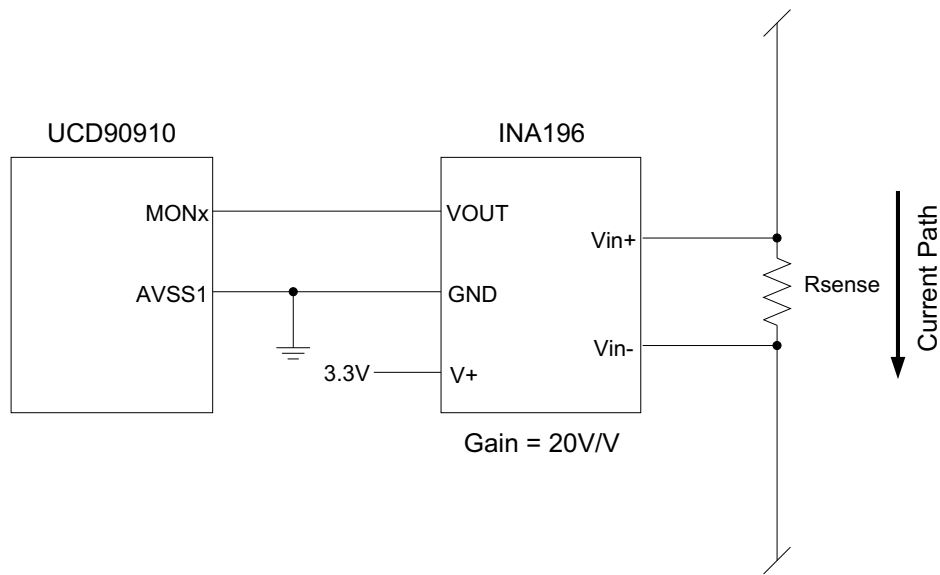 UCD90910
INA196
MONx
VOUT
Vin+
AVSS1
GND
Rsense
Vin-
3.3V
V+
Gain = 20V/V
Current Path